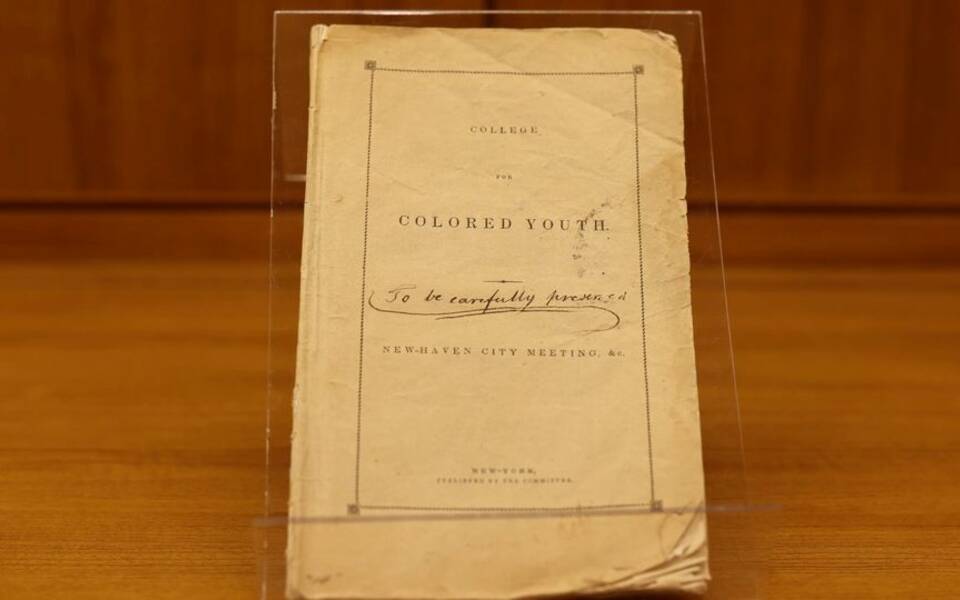 COLLEGE
FOR
COLORED YOUTH.
To be carefully preserved
NEW-HAVEN CITY MEETING, &c.
NEW-YORK,
PUBLISHED BY THE COMMITTEE.